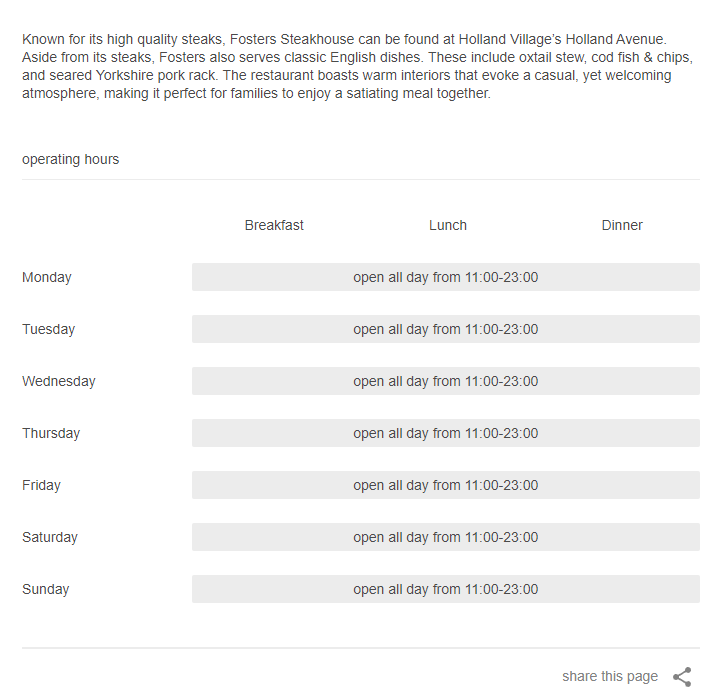 Known for its high quality steaks, Fosters Steakhouse can be found at Holland Village's Holland Avenue.
Aside from its steaks, Fosters also serves classic English dishes. These include oxtail stew, cod fish & chips,
and seared Yorkshire pork rack. The restaurant boasts warm interiors that evoke a casual, yet welcoming
atmosphere, making it perfect for families to enjoy a satiating meal together.
operating hours
Breakfast Lunch Dinner
Monday open all day from 11:00-23:00
Tuesday open all day from 11:00-23:00
Wednesday open all day from 11:00-23:00
Thursday open all day from 11:00-23:00
Friday open all day from 11:00-23:00
Saturday open all day from 11:00-23:00
Sunday open all day from 11:00-23:00
share this page